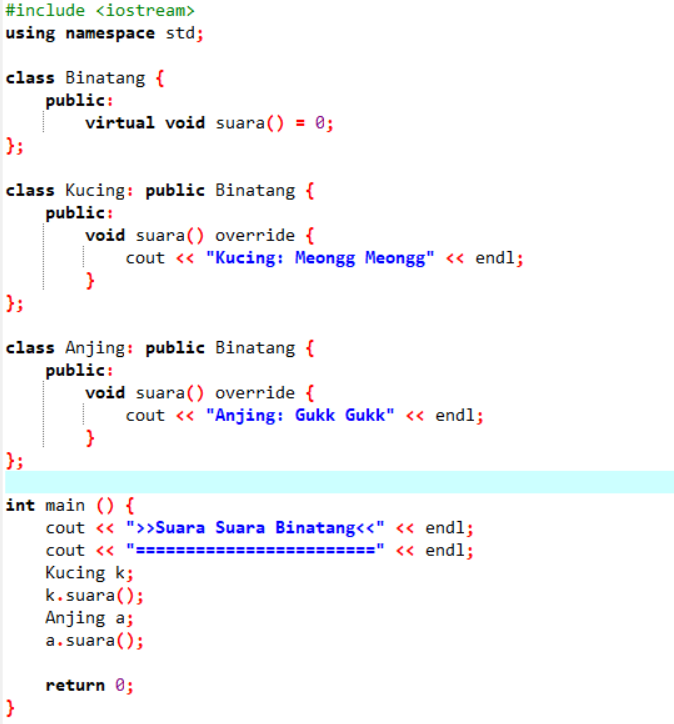 #include <iostream>
using namespace std;
class Binatang {
public:
virtual void suara() = 0;
};
class Kucing: public Binatang {
public:
void suara() override {
cout << "Kucing: Meongg Meongg" << endl;
}
};
class Anjing: public Binatang {
public:
void suara() override {
cout << "Anjing: Gukk Gukk" << endl;
}
};
int main () {
cout << ">>Suara Suara Binatang<<" << endl;
cout << "========================" << endl;
Kucing k;
k.suara();
Anjing a;
a.suara();
return 0;
}